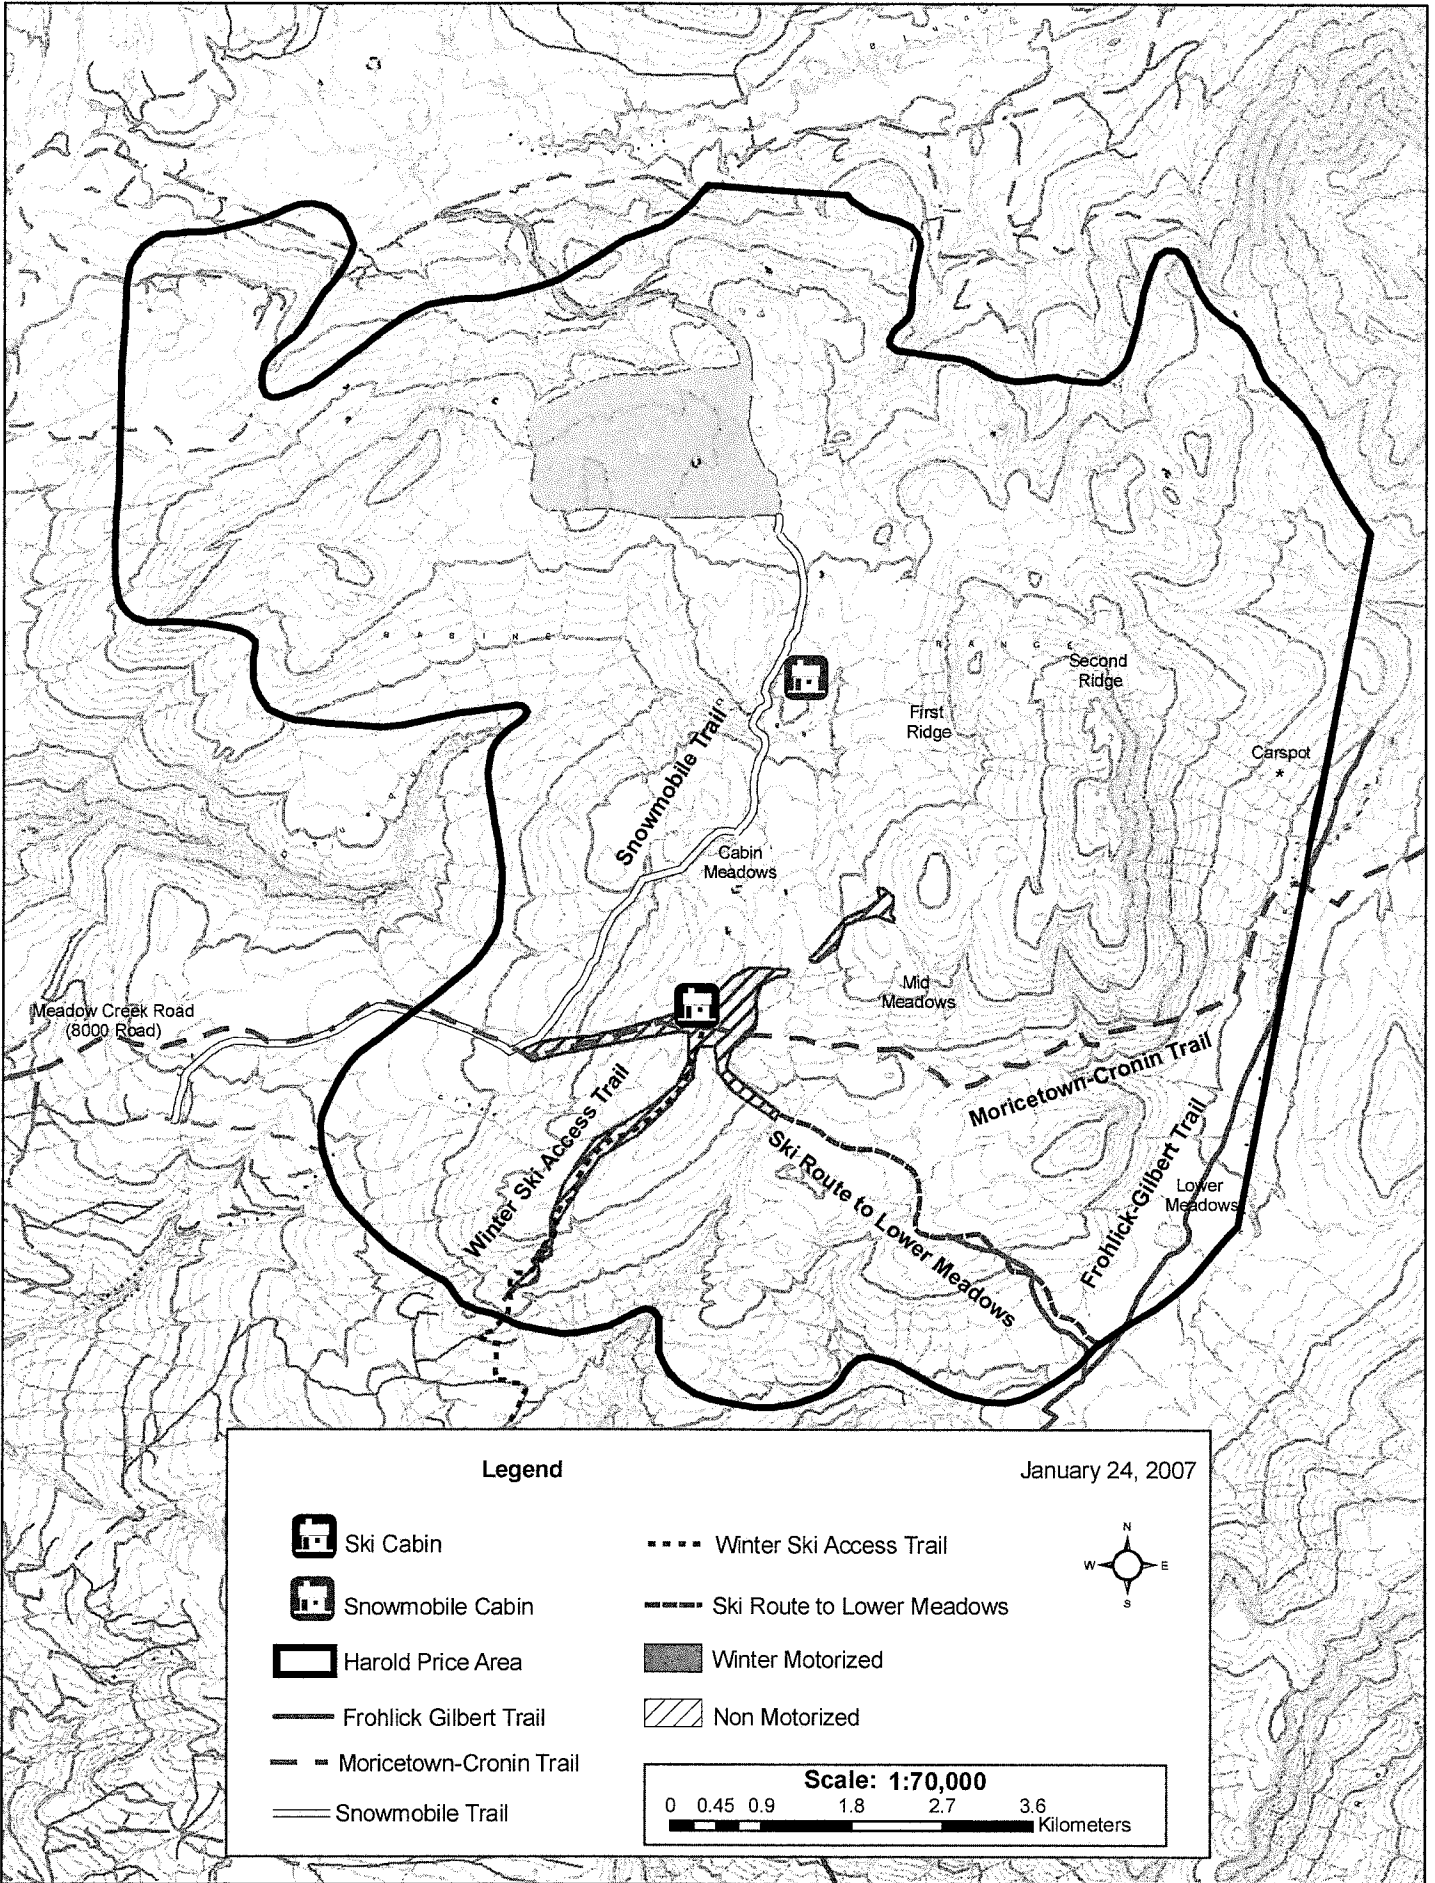 BABINE
RANGE
Second
Ridge
First
Ridge
Carspot
*
Snowmobile Trail
Cabin
Meadows
Mid
Meadows
Meadow Creek Road
(8000 Road)
Moricetown-Cronin Trail
Winter Ski Access Trail
Ski Route to Lower Meadows
Frohlick-Gilbert Trail
Lower
Meadows
Legend
January 24, 2007
Ski Cabin
Snowmobile Cabin
Harold Price Area
Frohlick Gilbert Trail
Moricetown-Cronin Trail
Snowmobile Trail
Winter Ski Access Trail
Ski Route to Lower Meadows
Winter Motorized
Non Motorized
N
W E
S
Scale: 1:70,000
0 0.45 0.9 1.8 2.7 3.6
Kilometers